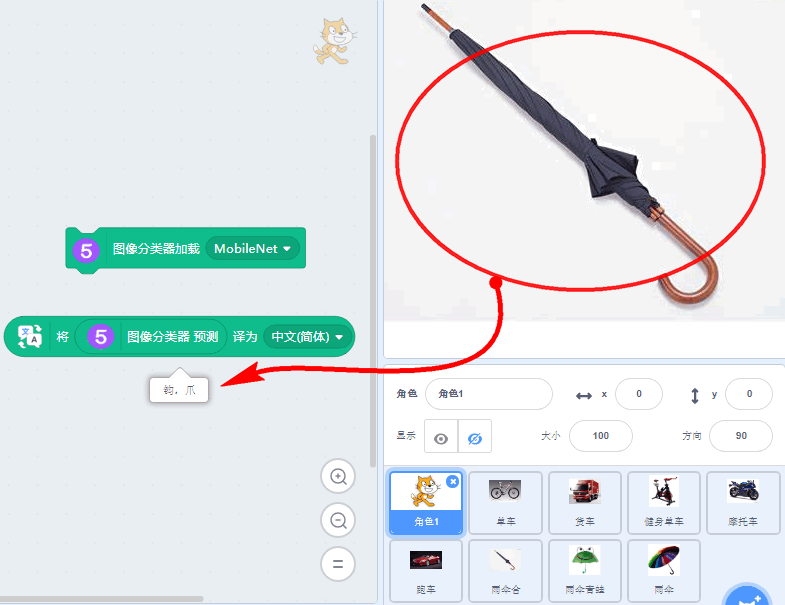 5 图像分类器加载 MobileNet
文 A 将 5 图像分类器 预测 译为 中文(简体)
钩，爪
角色 角色1 x 0 y 0
显示 大小 100 方向 90
角色1 单车 货车 健身单车 摩托车
跑车 雨伞合 雨伞青蛙 雨伞